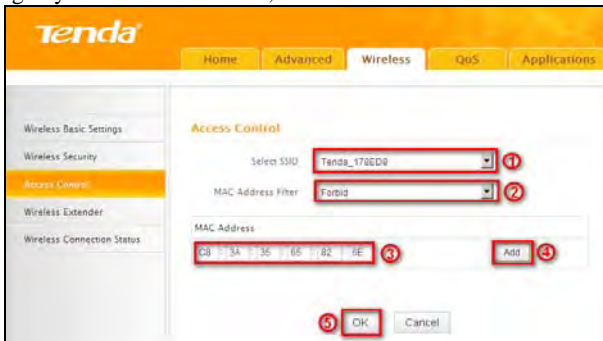 Tenda
Home Advanced Wireless QoS Applications
Wireless Basic Settings
Wireless Security
Access Control
Wireless Extender
Wireless Connection Status
Access Control
Select SSID Tenda_178ED8 ①
MAC Address Filter Forbid ②
MAC Address
C8 3A 35 65 82 6E ③ Add ④
⑤ OK Cancel